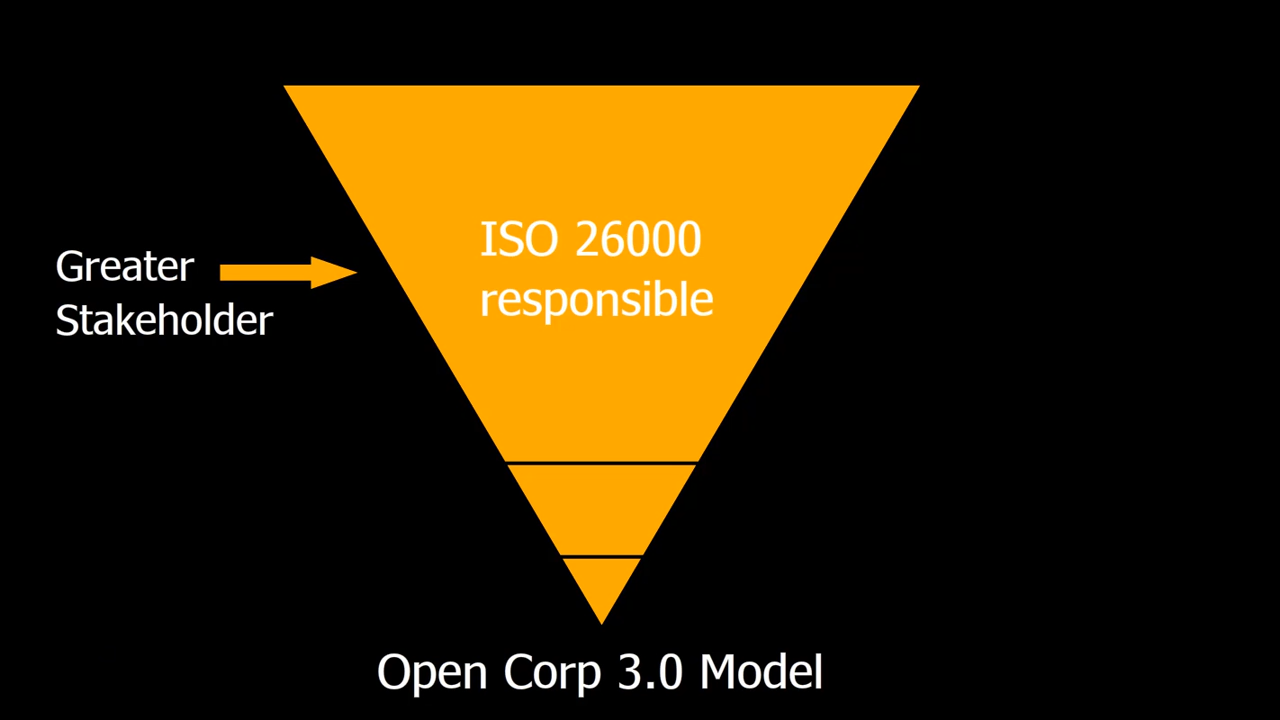 ISO 26000
responsible
Greater
Stakeholder
Open Corp 3.0 Model